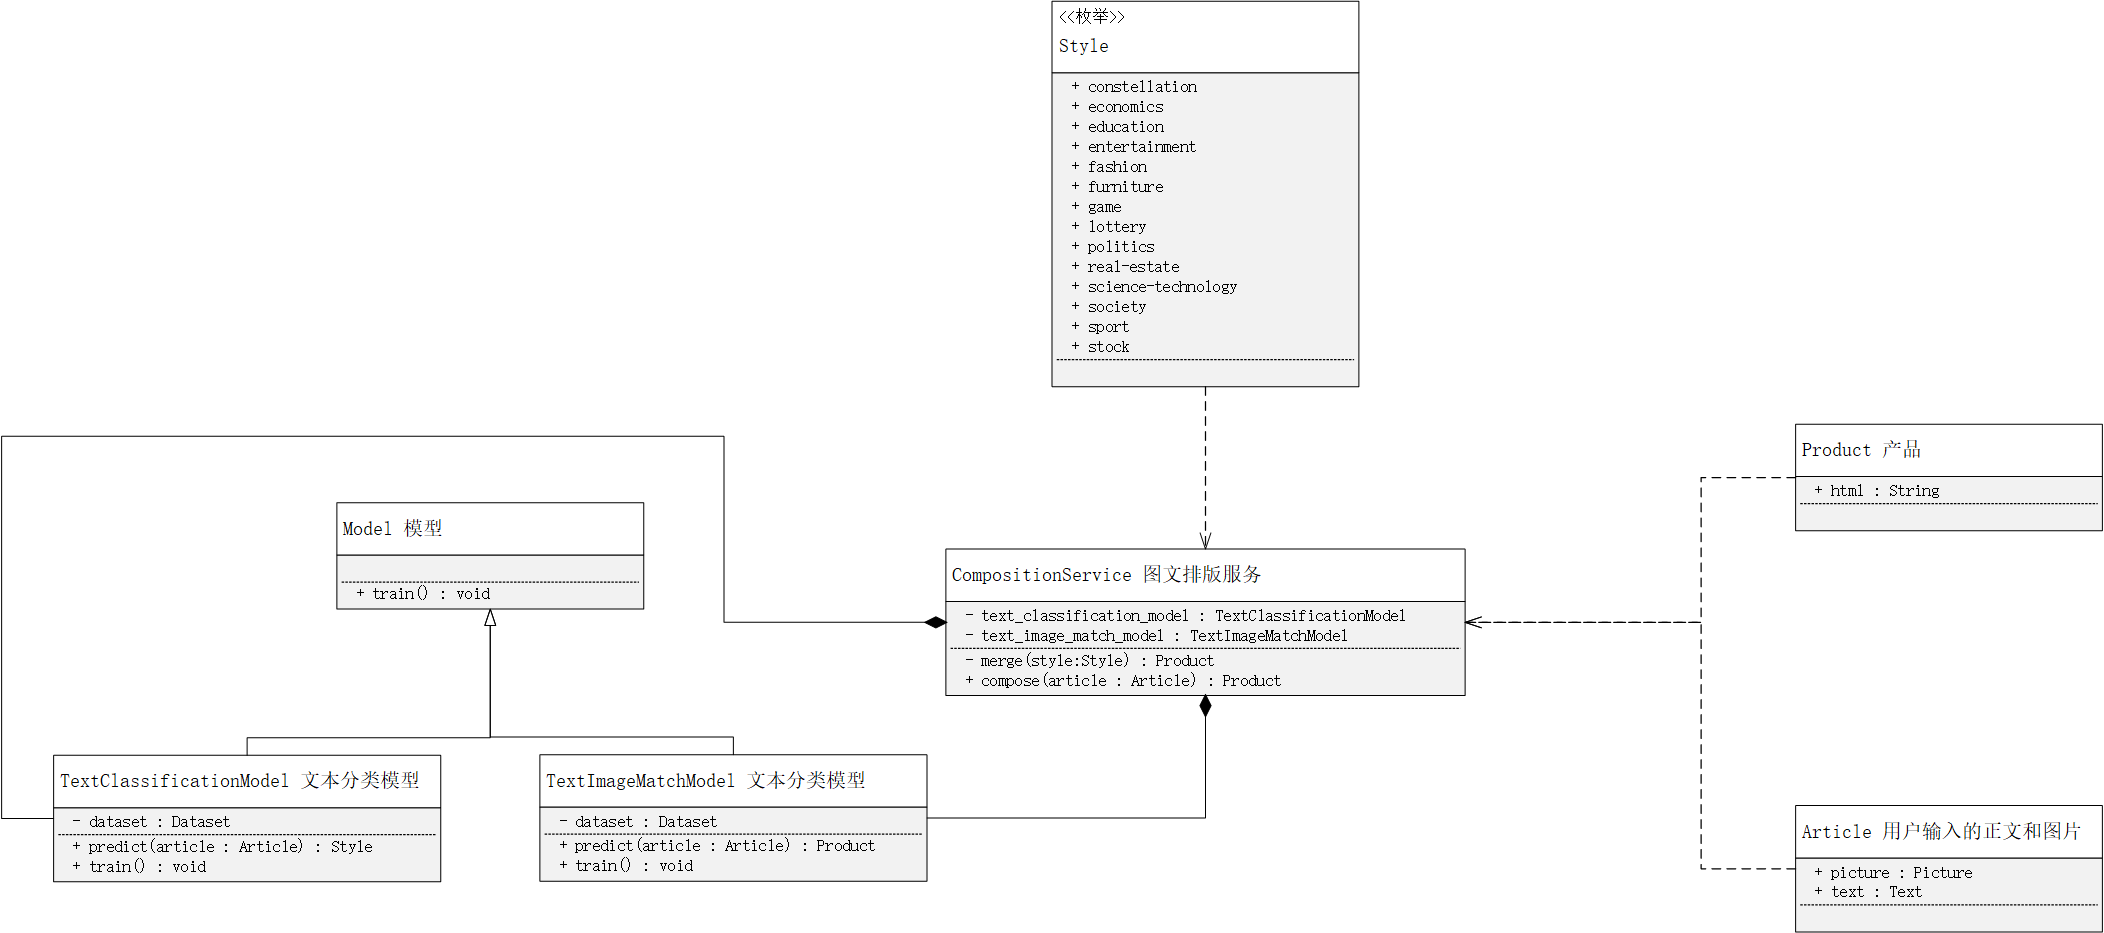 <<枚举>>
Style
+ constellation
+ economics
+ education
+ entertainment
+ fashion
+ furniture
+ game
+ lottery
+ politics
+ real-estate
+ science-technology
+ society
+ sport
+ stock
Product 产品
+ html : String
Model 模型
+ train() : void
CompositionService 图文排版服务
- text_classification_model : TextClassificationModel
- text_image_match_model : TextImageMatchModel
- merge(style:Style) : Product
+ compose(article : Article) : Product
TextClassificationModel 文本分类模型
- dataset : Dataset
+ predict(article : Article) : Style
+ train() : void
TextImageMatchModel 文本分类模型
- dataset : Dataset
+ predict(article : Article) : Product
+ train() : void
Article 用户输入的正文和图片
+ picture : Picture
+ text : Text